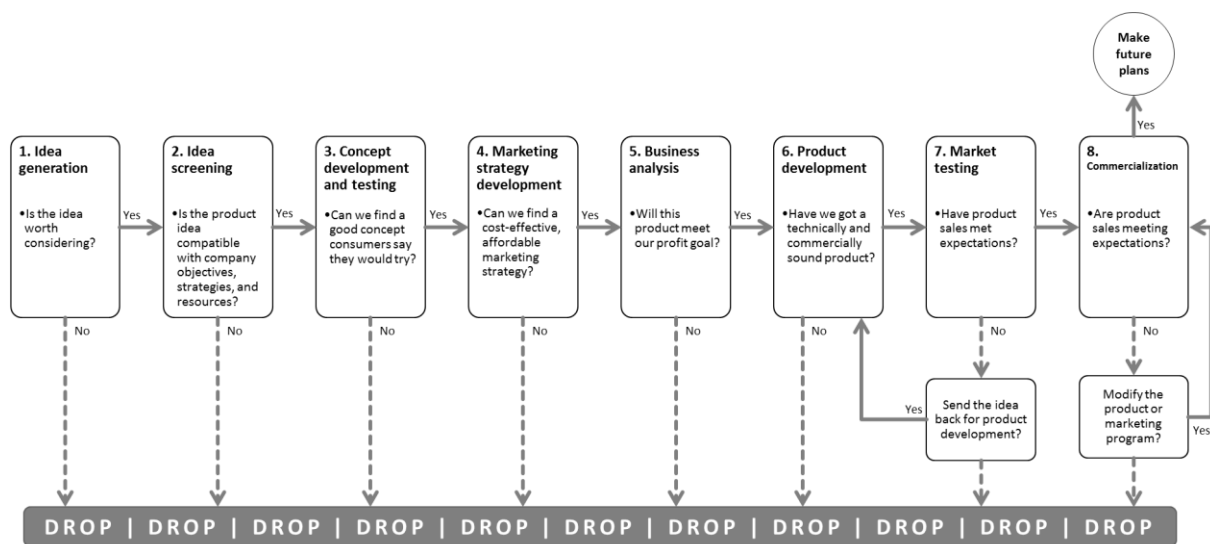 Make
future
plans
Yes
1. Idea
generation
•Is the idea
worth
considering?
Yes
No
2. Idea
screening
•Is the product
idea
compatible
with company
objectives,
strategies, and
resources?
Yes
No
3. Concept
development
and testing
•Can we find a
good concept
consumers say
they would try?
Yes
No
4. Marketing
strategy
development
•Can we find a
cost-effective,
affordable
marketing
strategy?
Yes
No
5. Business
analysis
•Will this
product meet
our profit goal?
Yes
No
6. Product
development
•Have we got a
technically and
commercially
sound product?
Yes
No
7. Market
testing
•Have product
sales met
expectations?
Yes
No
8.
Commercialization
•Are product
sales meeting
expectations?
No
Yes
Send the idea
back for product
development?
Modify the
product or
marketing
program?
Yes
DROP | DROP | DROP | DROP | DROP | DROP | DROP | DROP | DROP | DROP | DROP